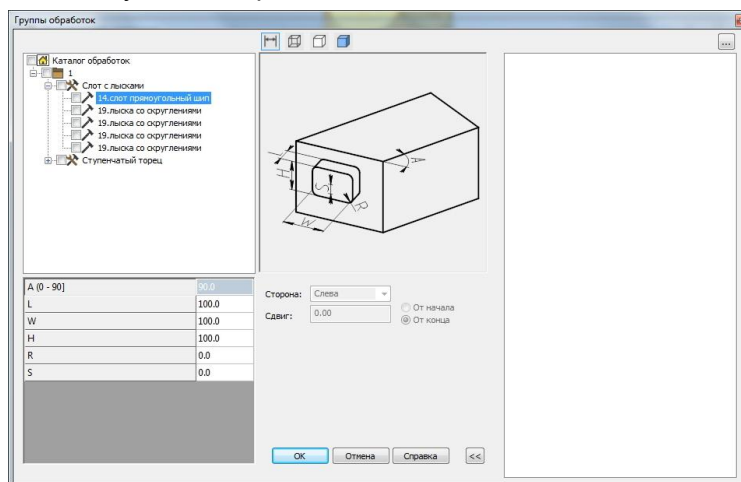 Группы обработок
...
Каталог обработок
1
Слот с лысками
14.слот прямоугольный шип
19.лыска со скруглениями
19.лыска со скруглениями
19.лыска со скруглениями
19.лыска со скруглениями
Ступенчатый торец
L
A
H
S
R
W
A (0 - 90] 90.0
L 100.0
W 100.0
H 100.0
R 0.0
S 0.0
Сторона: Слева
Сдвиг: 0.00
От начала
От конца
ОК Отмена Справка <<